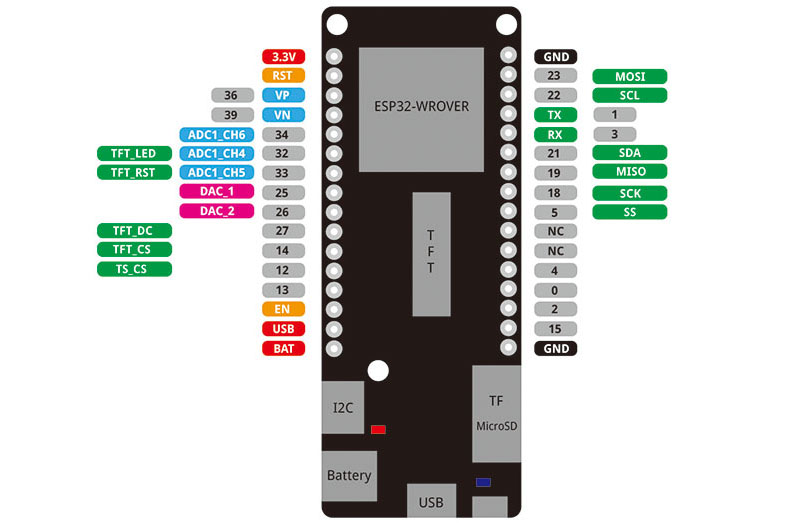 3.3V GND
RST 23 MOSI
36 VP 22 SCL
39 VN TX 1
ADC1_CH6 34 RX 3
TFT_LED ADC1_CH4 32 21 SDA
TFT_RST ADC1_CH5 33 19 MISO
DAC_1 25 18 SCK
DAC_2 26 5 SS
TFT_DC 27 NC
TFT_CS 14 NC
TS_CS 12 4
13 0
EN 2
USB 15
BAT GND
ESP32-WROVER
T
F
T
I2C
TF
MicroSD
Battery
USB